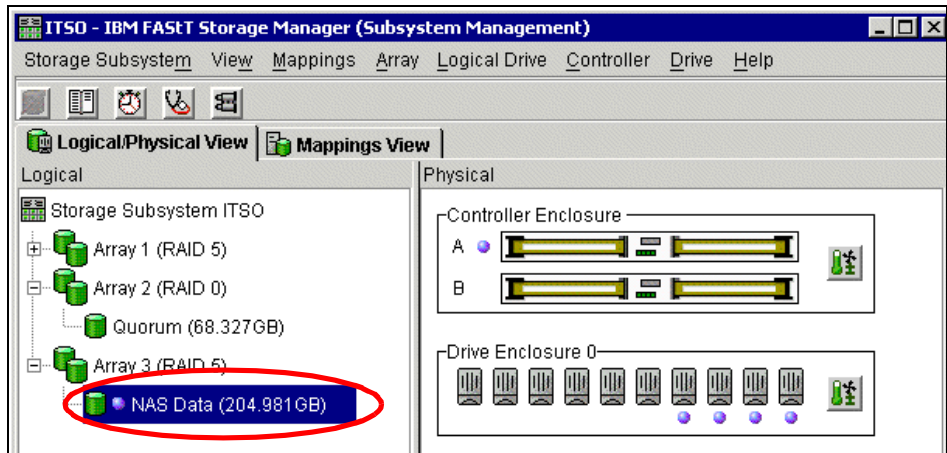 ITSO - IBM FAStT Storage Manager (Subsystem Management)
Storage Subsystem View Mappings Array Logical Drive Controller Drive Help
Logical/Physical View Mappings View
Logical
Storage Subsystem ITSO
Array 1 (RAID 5)
Array 2 (RAID 0)
Quorum (68.327GB)
Array 3 (RAID 5)
NAS Data (204.981GB)
Physical
Controller Enclosure
A
B
Drive Enclosure 0